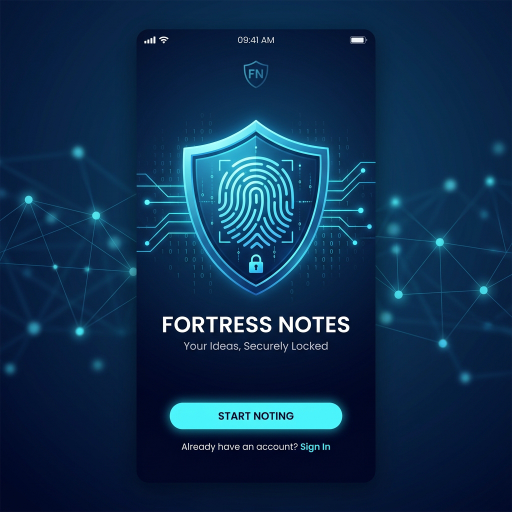 09:41 AM
FN
FORTRESS NOTES
Your Ideas, Securely Locked
START NOTING
Already have an account? Sign In